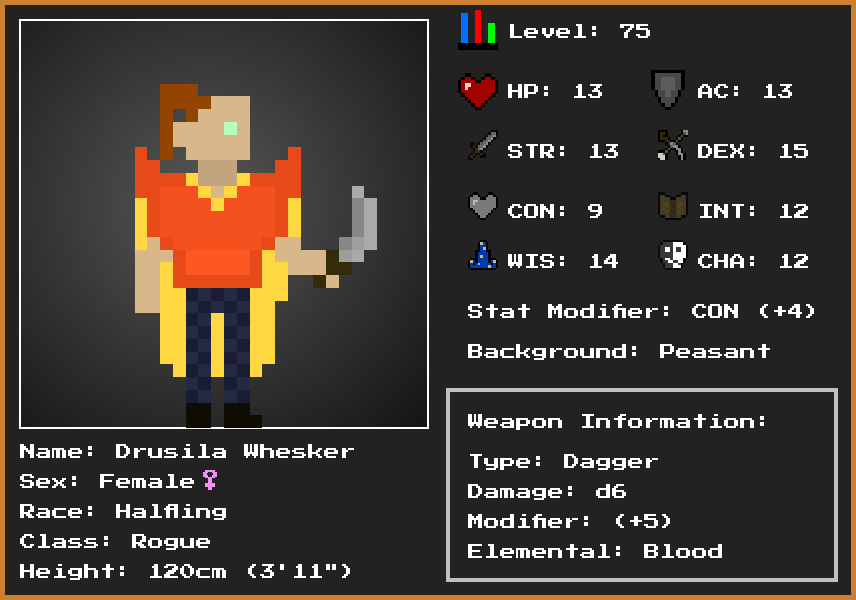 Level: 75
HP: 13
AC: 13
STR: 13
DEX: 15
CON: 9
INT: 12
WIS: 14
CHA: 12
Stat Modifier: CON (+4)
Background: Peasant
Weapon Information:
Type: Dagger
Damage: d6
Modifier: (+5)
Elemental: Blood
Name: Drusila Whesker
Sex: Female♀
Race: Halfling
Class: Rogue
Height: 120cm (3'11")